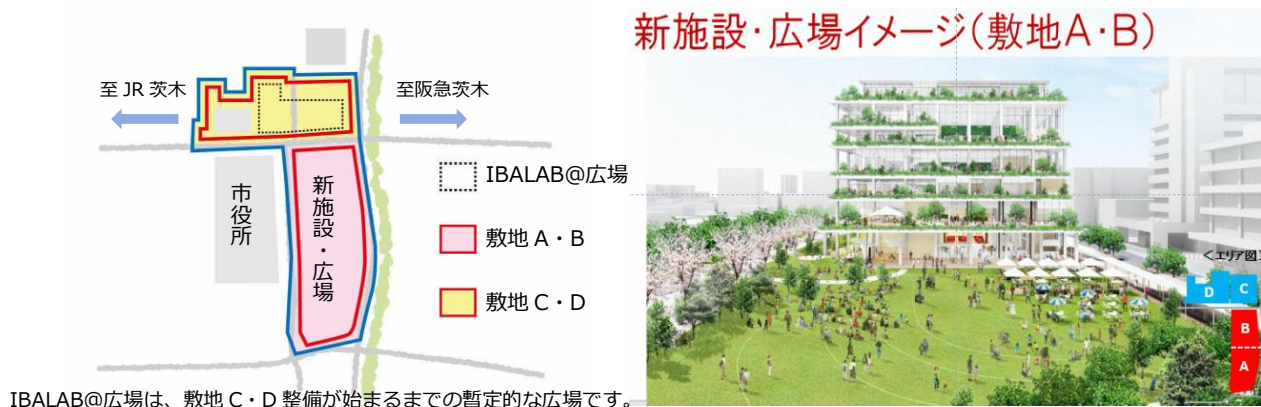 至 JR 茨木
至阪急茨木
市役所
新施設・広場
IBALAB@広場
敷地 A・B
敷地 C・D
IBALAB@広場は、敷地 C・D 整備が始まるまでの暫定的な広場です。
新施設・広場イメージ(敷地A・B)
<エリア図>
D
C
B
A